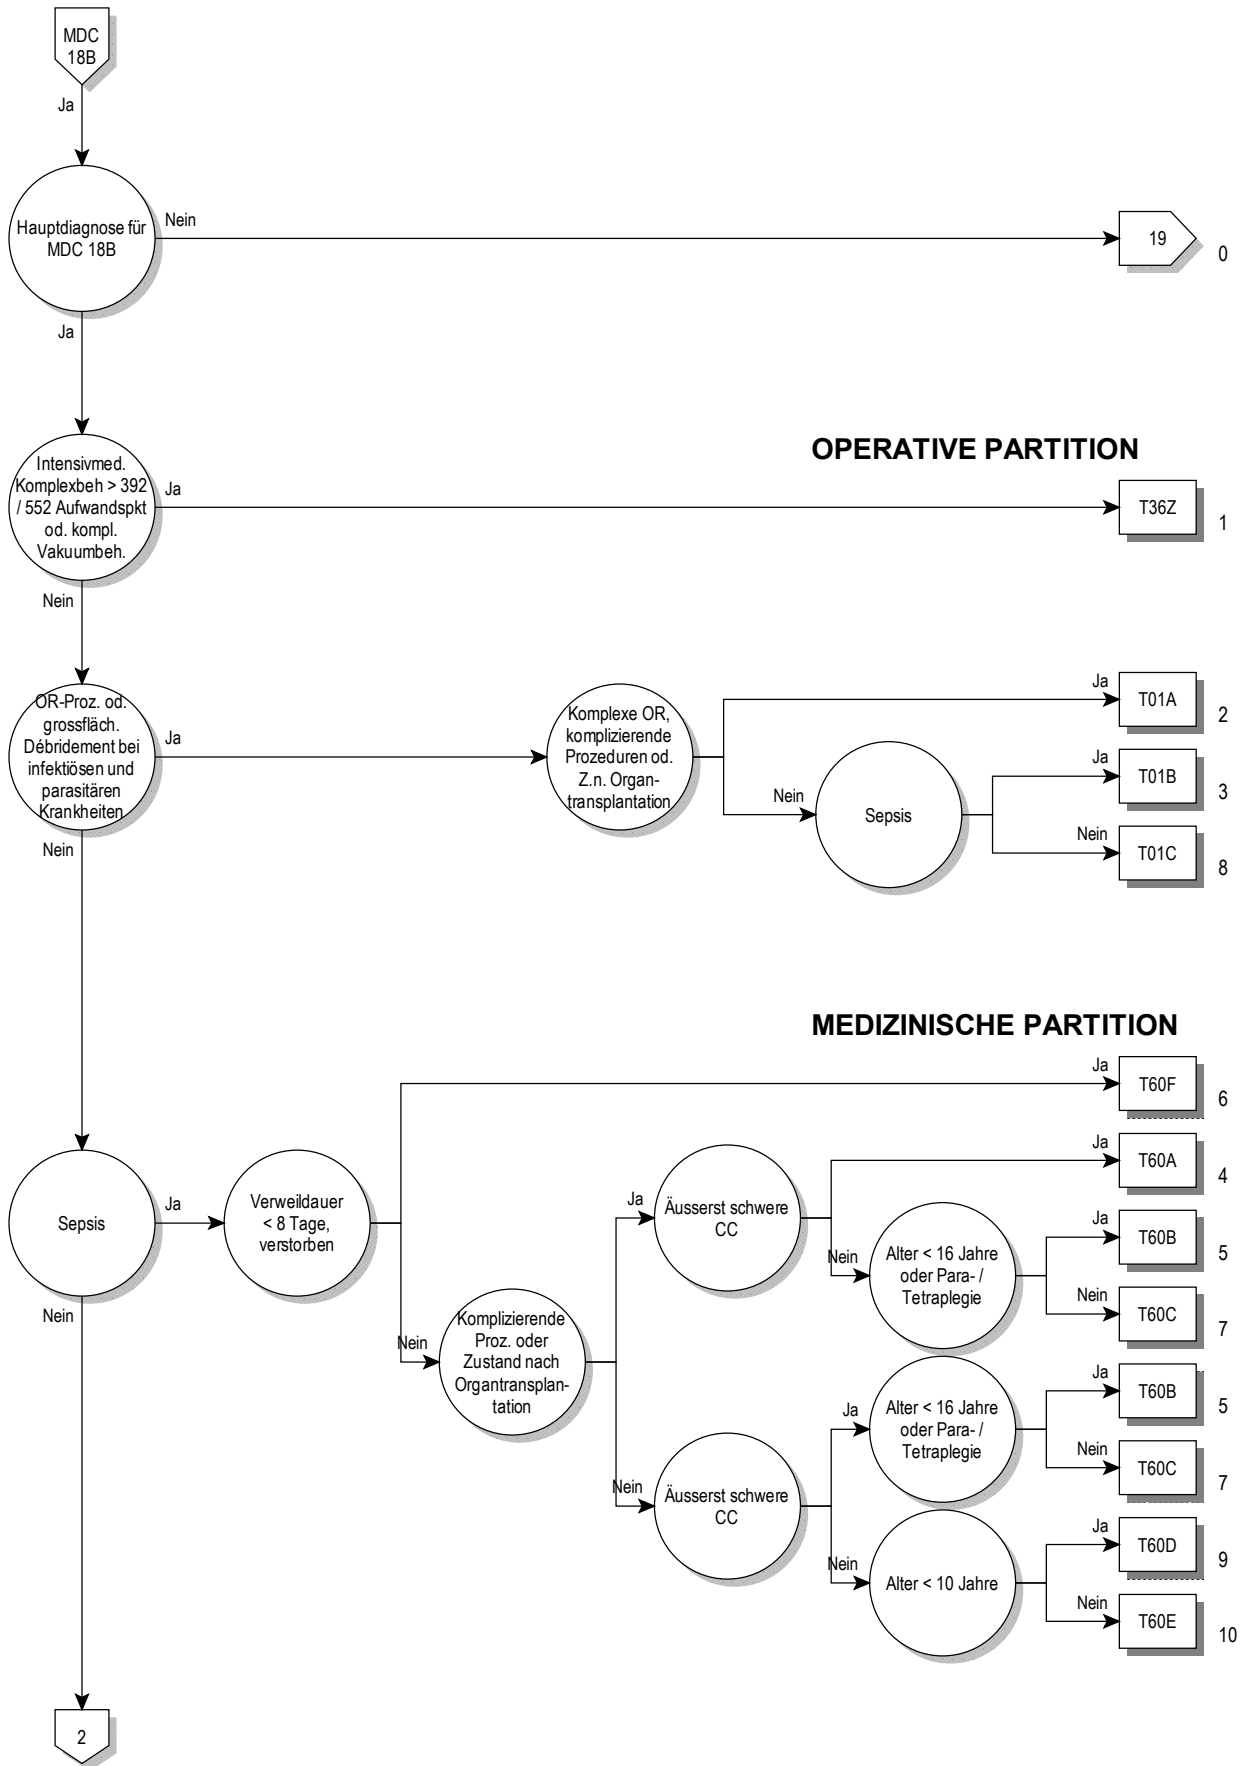 MDC
18B
Ja
Hauptdiagnose für
MDC 18B
Nein
19
0
Ja
OPERATIVE PARTITION
Intensivmed.
Komplexbeh > 392
/ 552 Aufwandspkt
od. kompl.
Vakuumbeh.
Ja
T36Z
1
Nein
OR-Proz. od.
grossfläch.
Débridement bei
infektiösen und
parasitären
Krankheiten
Ja
Komplexe OR,
komplizierende
Prozeduren od.
Z.n. Organ-
transplantation
Ja
T01A
2
Nein
Sepsis
Ja
T01B
3
Nein
T01C
8
Nein
MEDIZINISCHE PARTITION
Sepsis
Ja
Verweildauer
< 8 Tage,
verstorben
Ja
T60F
6
Nein
Komplizierende
Proz. oder
Zustand nach
Organtransplan-
tation
Ja
Äusserst schwere
CC
Ja
T60A
4
Nein
Alter < 16 Jahre
oder Para- /
Tetraplegie
Ja
T60B
5
Nein
T60C
7
Nein
Äusserst schwere
CC
Ja
Alter < 16 Jahre
oder Para- /
Tetraplegie
Ja
T60B
5
Nein
T60C
7
Nein
Alter < 10 Jahre
Ja
T60D
9
Nein
T60E
10
Nein
2